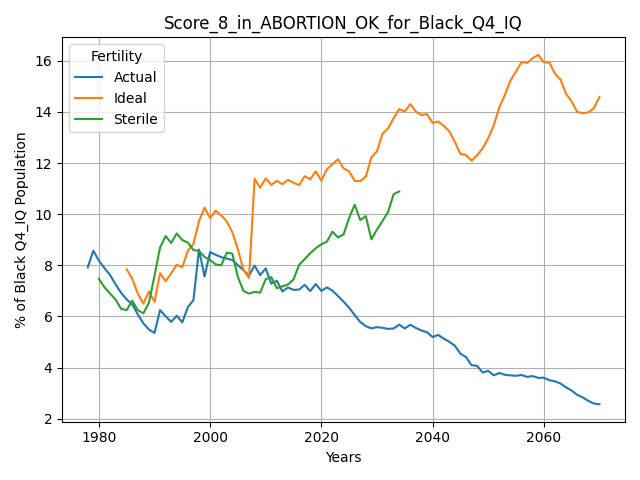 Score_8_in_ABORTION_OK_for_Black_Q4_IQ
% of Black Q4_IQ Population
16
14
12
10
8
6
4
2
Fertility
Actual
Ideal
Sterile
1980
2000
2020
2040
2060
Years